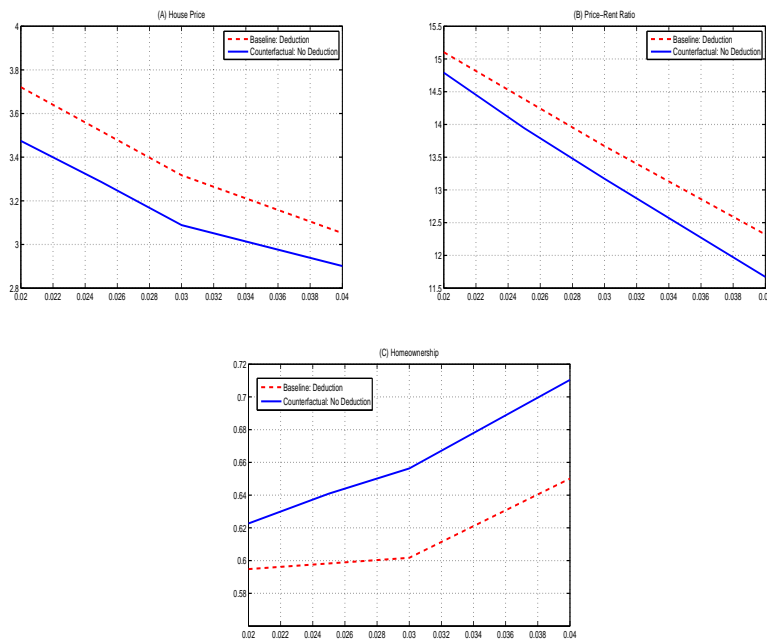 (A) House Price
4
3.8
3.6
3.4
3.2
3
2.8
Baseline: Deduction
Counterfactual: No Deduction
0.02 0.022 0.024 0.026 0.028 0.03 0.032 0.034 0.036 0.038 0.04
(B) Price−Rent Ratio
15.5
15
14.5
14
13.5
13
12.5
12
11.5
Baseline: Deduction
Counterfactual: No Deduction
0.02 0.022 0.024 0.026 0.028 0.03 0.032 0.034 0.036 0.038
(C) Homeownership
0.72
0.7
0.68
0.66
0.64
0.62
0.6
0.58
Baseline: Deduction
Counterfactual: No Deduction
0.02 0.022 0.024 0.026 0.028 0.03 0.032 0.034 0.036 0.038 0.04